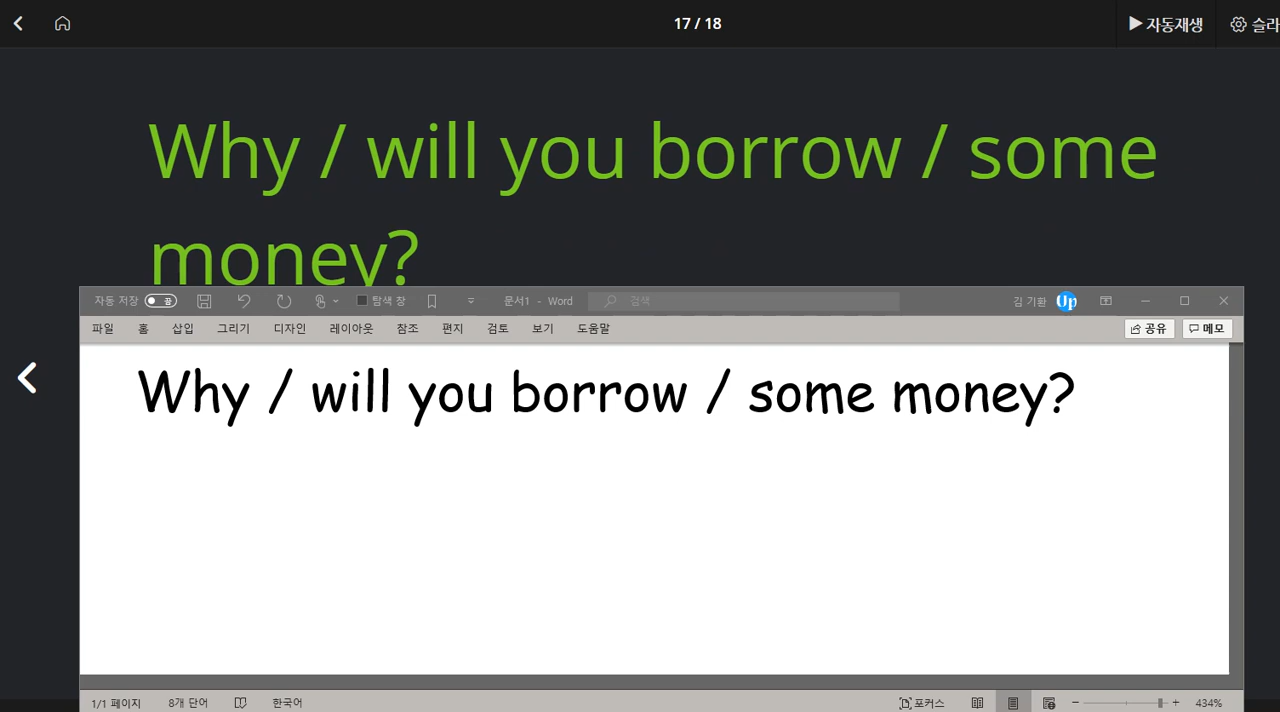 17 / 18
▶ 자동재생
슬라
Why / will you borrow / some
money?
자동 저장 끔 탐색 창 문서1 - Word 검색 김 기환 Up
파일 홈 삽입 그리기 디자인 레이아웃 참조 편지 검토 보기 도움말 공유 메모
Why / will you borrow / some money?
1/1 페이지 8개 단어 한국어 포커스 434%